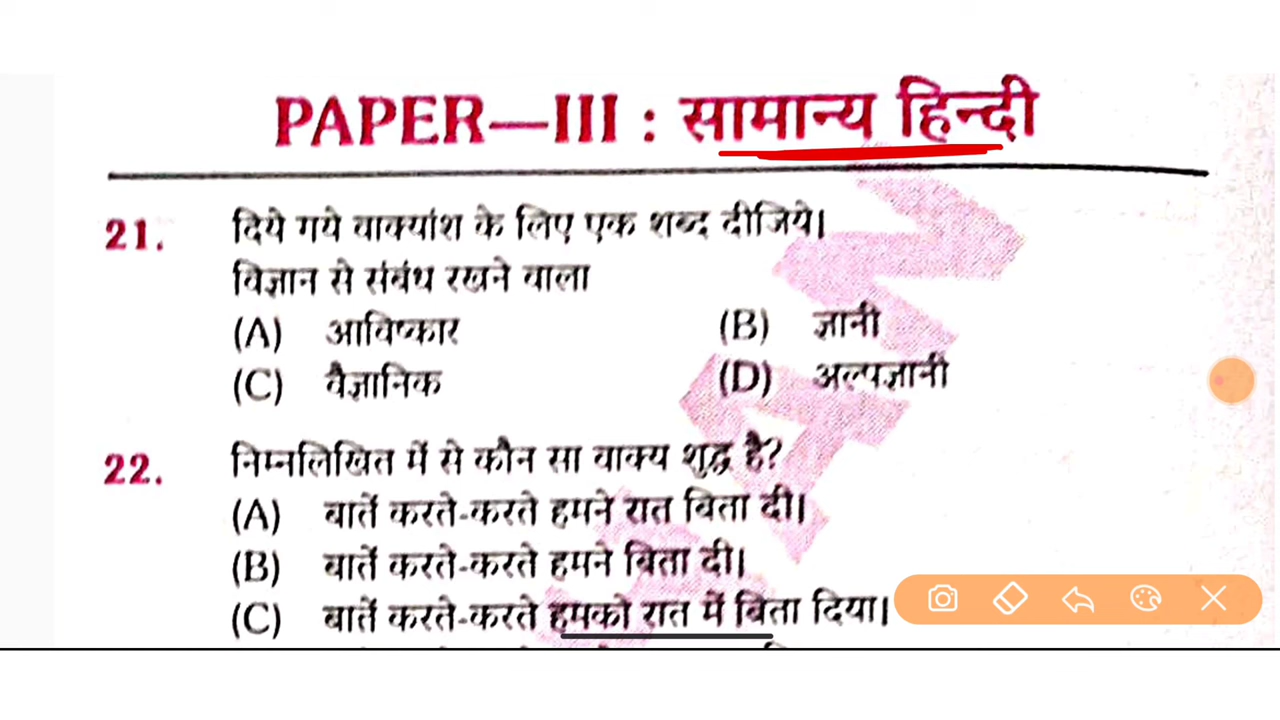 PAPER—III : सामान्य हिन्दी
21. दिये गये वाक्यांश के लिए एक शब्द दीजिये।
विज्ञान से संबंध रखने वाला
(A) आविष्कार (B) ज्ञानी
(C) वैज्ञानिक (D) अल्पज्ञानी
22. निम्नलिखित में से कौन सा वाक्य शुद्ध है?
(A) बातें करते-करते हमने रात बिता दी।
(B) बातें करते-करते हमने बिता दी।
(C) बातें करते-करते हमको रात में बिता दिया।